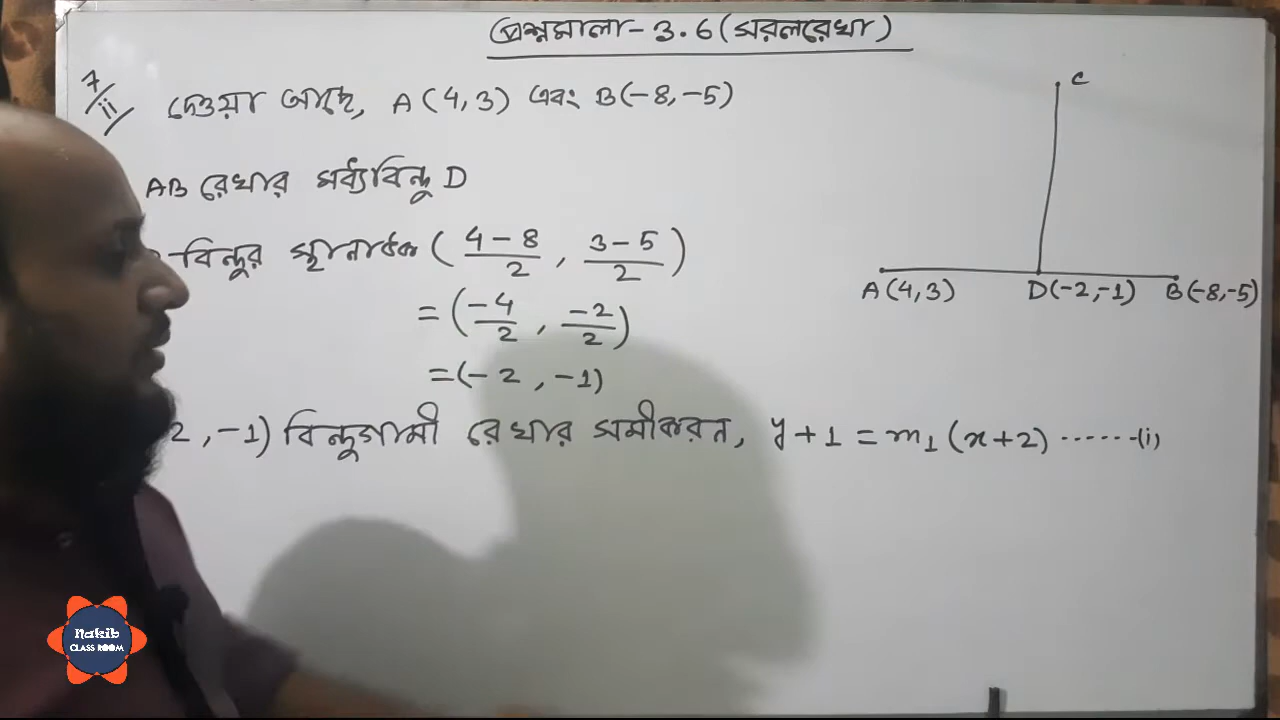 প্রশ্নমালা - 3.6 (সরলরেখা)
7/ii
দেওয়া আছে, A (4, 3) এবং B(-8, -5)
AB রেখার মধ্যবিন্দু D
বিন্দুর স্থানাঙ্ক ( 4-8/2 , 3-5/2 )
= ( -4/2 , -2/2 )
= (-2 , -1)
2 , -1) বিন্দুগামী রেখার সমীকরন, y + 1 = m₁ (x+2) ······· (i)
C
A (4, 3) D(-2, -1) B(-8, -5)
Nakib
CLASS ROOM